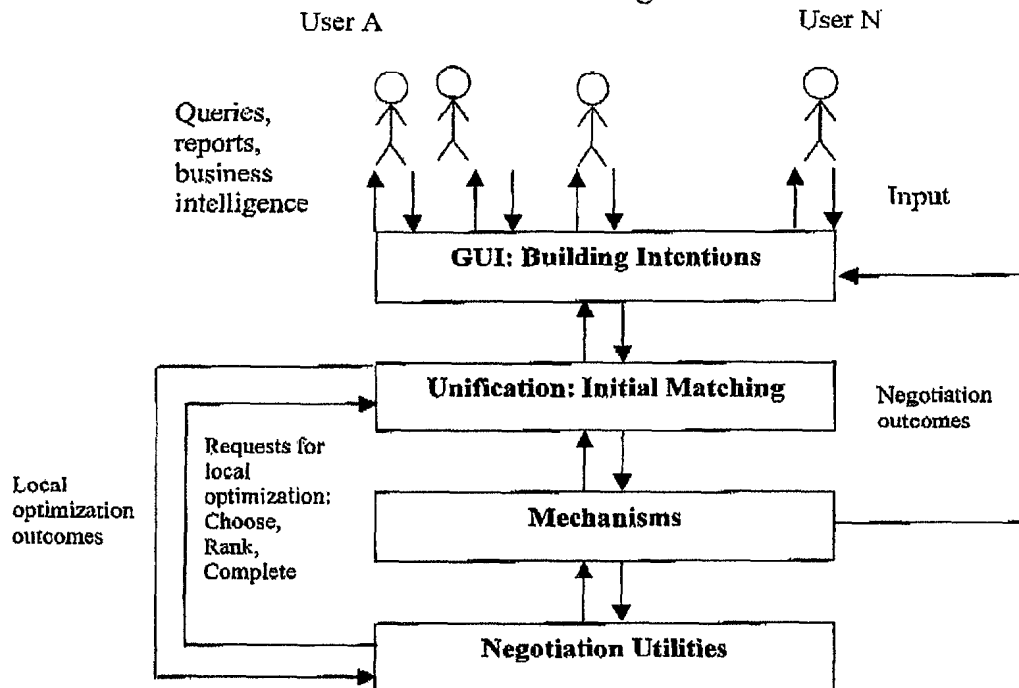 User A
User N
Queries,
reports,
business
intelligence
Input
GUI: Building Intentions
Unification: Initial Matching
Negotiation
outcomes
Requests for
local
optimization:
Choose,
Rank,
Complete
Local
optimization
outcomes
Mechanisms
Negotiation Utilities